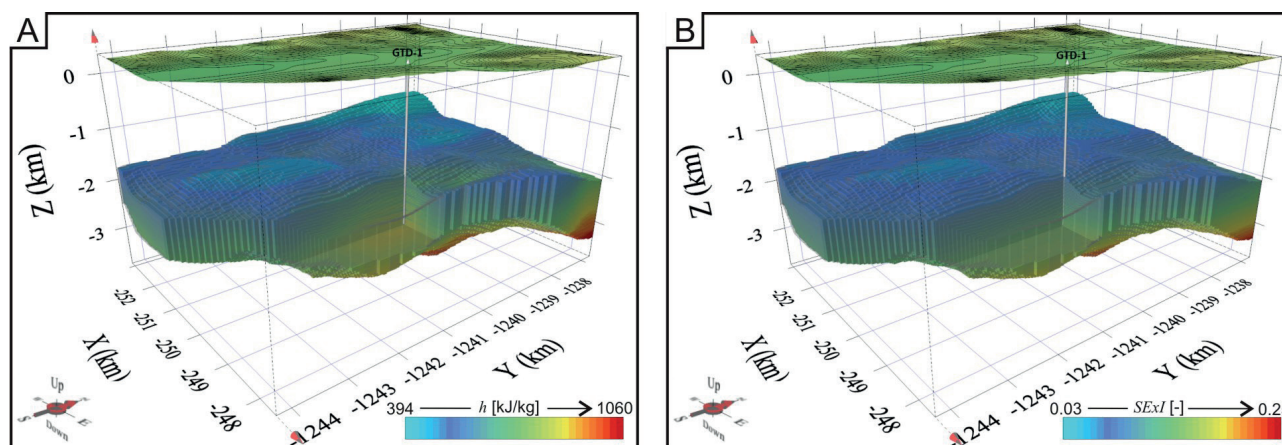 A
GTD-1
0
-1
-2
-3
Z (km)
-252
-251
-250
-249
-248
X (km)
-1244
-1243
-1242
-1241
-1240
-1239
-1238
Y (km)
Up
S
E
Down
394 h [kJ/kg] 1060
B
GTD-1
0
-1
-2
-3
Z (km)
-252
-251
-250
-249
-248
X (km)
-1244
-1243
-1242
-1241
-1240
-1239
-1238
Y (km)
Up
S
E
Down
0.03 SExI [-] 0.2